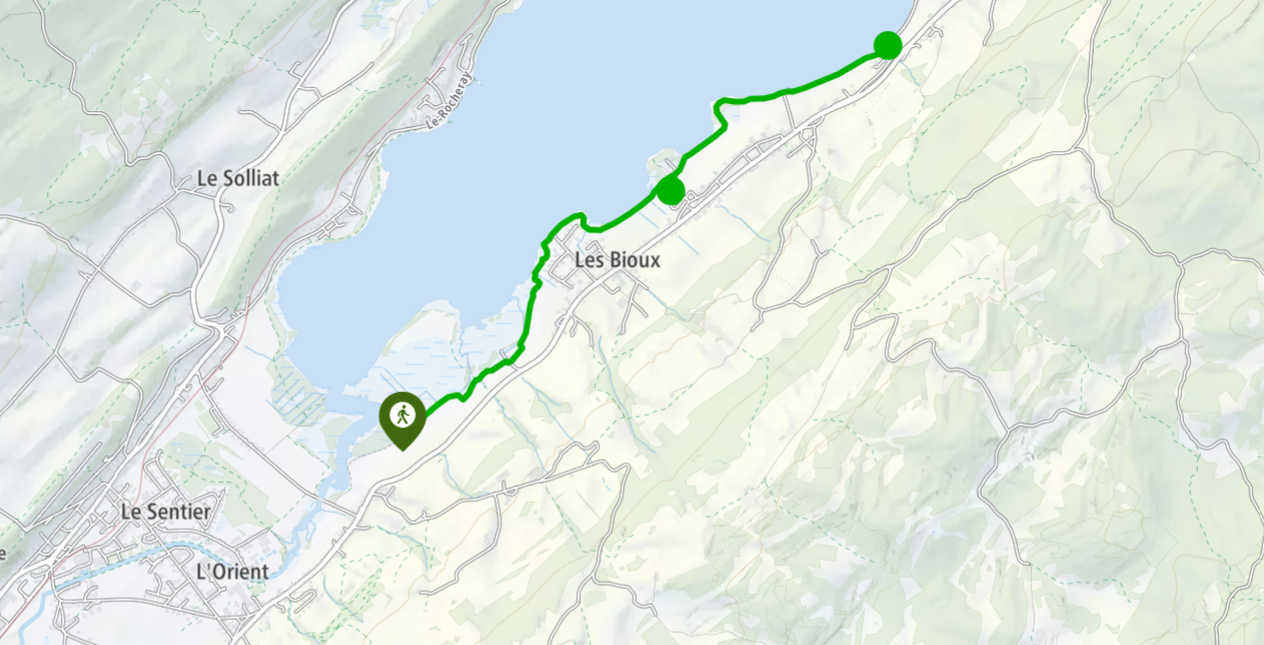 Le Rocheray
Le Solliat
Les Bioux
Le Sentier
L'Orient